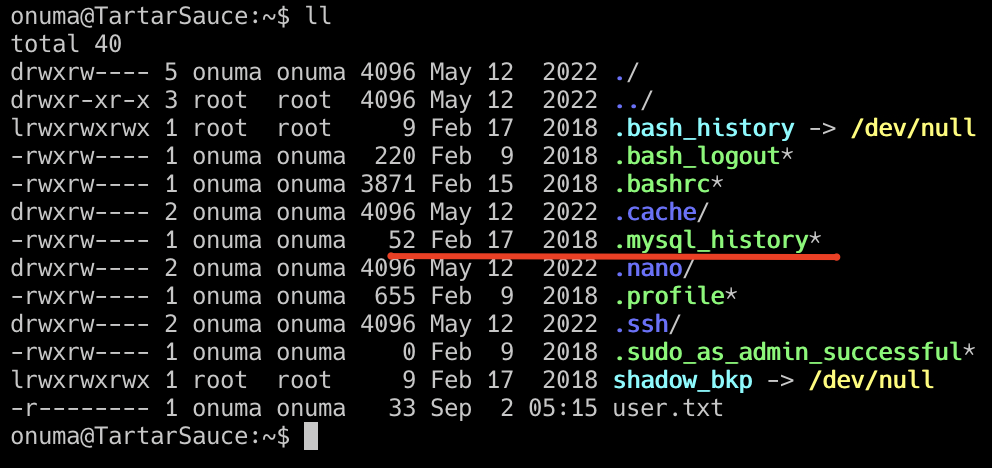 onuma@TartarSauce:~$ ll
total 40
drwxrw---- 5 onuma onuma 4096 May 12  2022 ./
drwxr-xr-x 3 root  root  4096 May 12  2022 ../
lrwxrwxrwx 1 root  root     9 Feb 17  2018 .bash_history -> /dev/null
-rwxrw---- 1 onuma onuma  220 Feb  9  2018 .bash_logout*
-rwxrw---- 1 onuma onuma 3871 Feb 15  2018 .bashrc*
drwxrw---- 2 onuma onuma 4096 May 12  2022 .cache/
-rwxrw---- 1 onuma onuma   52 Feb 17  2018 .mysql_history*
drwxrw---- 2 onuma onuma 4096 May 12  2022 .nano/
-rwxrw---- 1 onuma onuma  655 Feb  9  2018 .profile*
drwxrw---- 2 onuma onuma 4096 May 12  2022 .ssh/
-rwxrw---- 1 onuma onuma    0 Feb  9  2018 .sudo_as_admin_successful*
lrwxrwxrwx 1 root  root     9 Feb 17  2018 shadow_bkp -> /dev/null
-r-------- 1 onuma onuma   33 Sep  2 05:15 user.txt
onuma@TartarSauce:~$